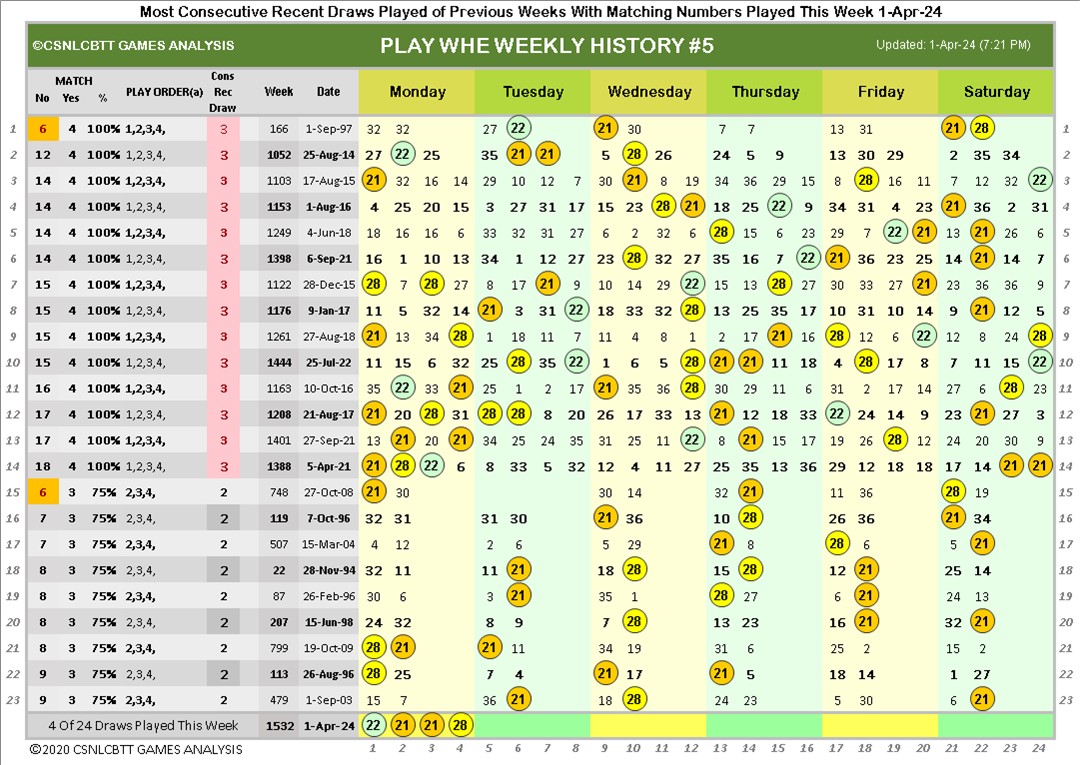 Most Consecutive Recent Draws Played of Previous Weeks With Matching Numbers Played This Week 1-Apr-24
©CSNLCBTT GAMES ANALYSIS PLAY WHE WEEKLY HISTORY #5 Updated: 1-Apr-24 (7:21 PM)
MATCH Cons
No Yes % PLAY ORDER(a) Rec Week Date Monday Tuesday Wednesday Thursday Friday Saturday
Draw
1 6 4 100% 1,2,3,4, 3 166 1-Sep-97 32 32 27 22 21 30 7 7 13 31 21 28 1
2 12 4 100% 1,2,3,4, 3 1052 25-Aug-14 27 22 25 35 21 21 5 28 26 24 5 9 13 30 29 2 35 34 2
3 14 4 100% 1,2,3,4, 3 1103 17-Aug-15 21 32 16 14 29 10 12 7 30 21 8 19 34 36 29 15 8 28 16 11 7 12 32 22 3
4 14 4 100% 1,2,3,4, 3 1153 1-Aug-16 4 25 20 15 3 27 31 17 15 23 28 21 18 25 22 9 34 31 4 23 21 36 2 31 4
5 14 4 100% 1,2,3,4, 3 1249 4-Jun-18 18 16 16 6 33 32 31 27 6 2 32 6 28 15 6 23 29 7 22 21 13 21 26 6 5
6 14 4 100% 1,2,3,4, 3 1398 6-Sep-21 16 1 10 13 34 1 12 27 23 28 32 27 35 16 7 22 21 36 23 25 14 21 14 7 6
7 15 4 100% 1,2,3,4, 3 1122 28-Dec-15 28 7 28 27 8 17 21 9 10 14 29 22 15 13 28 27 30 7 33 21 23 36 36 9 7
8 15 4 100% 1,2,3,4, 3 1176 9-Jan-17 8 5 32 14 21 3 31 22 18 33 32 28 13 25 35 17 10 31 10 14 9 21 12 5 8
9 15 4 100% 1,2,3,4, 3 1261 27-Aug-18 21 13 34 28 1 18 11 7 11 4 8 1 2 17 21 16 28 12 6 22 12 8 24 28 9
10 15 4 100% 1,2,3,4, 3 1444 25-Jul-22 11 15 6 32 25 28 35 22 1 6 5 28 21 21 11 18 4 28 17 8 7 11 15 22 10
11 16 4 100% 1,2,3,4, 3 1163 10-Oct-16 35 22 33 21 25 1 2 17 21 35 36 28 30 29 11 6 31 2 17 14 27 6 28 23 11
12 17 4 100% 1,2,3,4, 3 1208 21-Aug-17 21 20 28 31 28 28 8 20 26 17 33 13 21 12 18 33 22 24 14 9 23 21 27 3 12
13 17 4 100% 1,2,3,4, 3 1401 27-Sep-21 13 21 20 21 34 25 24 35 31 25 11 22 8 21 15 17 19 26 28 12 24 20 30 9 13
14 18 4 100% 1,2,3,4, 3 1388 5-Apr-21 21 28 22 6 8 33 5 32 12 4 11 27 25 35 13 36 29 12 18 18 17 14 21 21 14
15 6 3 75% 2,3,4, 2 748 27-Oct-08 21 30 30 14 32 21 11 36 28 19 15
16 7 3 75% 2,3,4, 2 119 7-Oct-96 32 31 31 30 21 36 10 28 26 36 21 34 16
17 7 3 75% 2,3,4, 2 507 15-Mar-04 4 12 2 6 5 29 21 8 28 6 5 21 17
18 8 3 75% 2,3,4, 2 22 28-Nov-94 32 11 11 21 18 28 15 28 12 21 25 14 18
19 8 3 75% 2,3,4, 2 87 26-Feb-96 30 6 3 21 35 1 28 27 6 21 24 13 19
20 8 3 75% 2,3,4, 2 207 15-Jun-98 24 32 8 9 7 28 13 23 16 21 32 21 20
21 8 3 75% 2,3,4, 2 799 19-Oct-09 28 21 21 11 34 19 31 6 25 2 15 2 21
22 9 3 75% 2,3,4, 2 113 26-Aug-96 28 25 7 4 21 17 21 5 18 14 1 27 22
23 9 3 75% 2,3,4, 2 479 1-Sep-03 15 7 36 21 18 28 24 23 5 30 6 21 23
4 Of 24 Draws Played This Week 1532 1-Apr-24 22 21 21 28
©2020 CSNLCBTT GAMES ANALYSIS 1 2 3 4 5 6 7 8 9 10 11 12 13 14 15 16 17 18 19 20 21 22 23 24